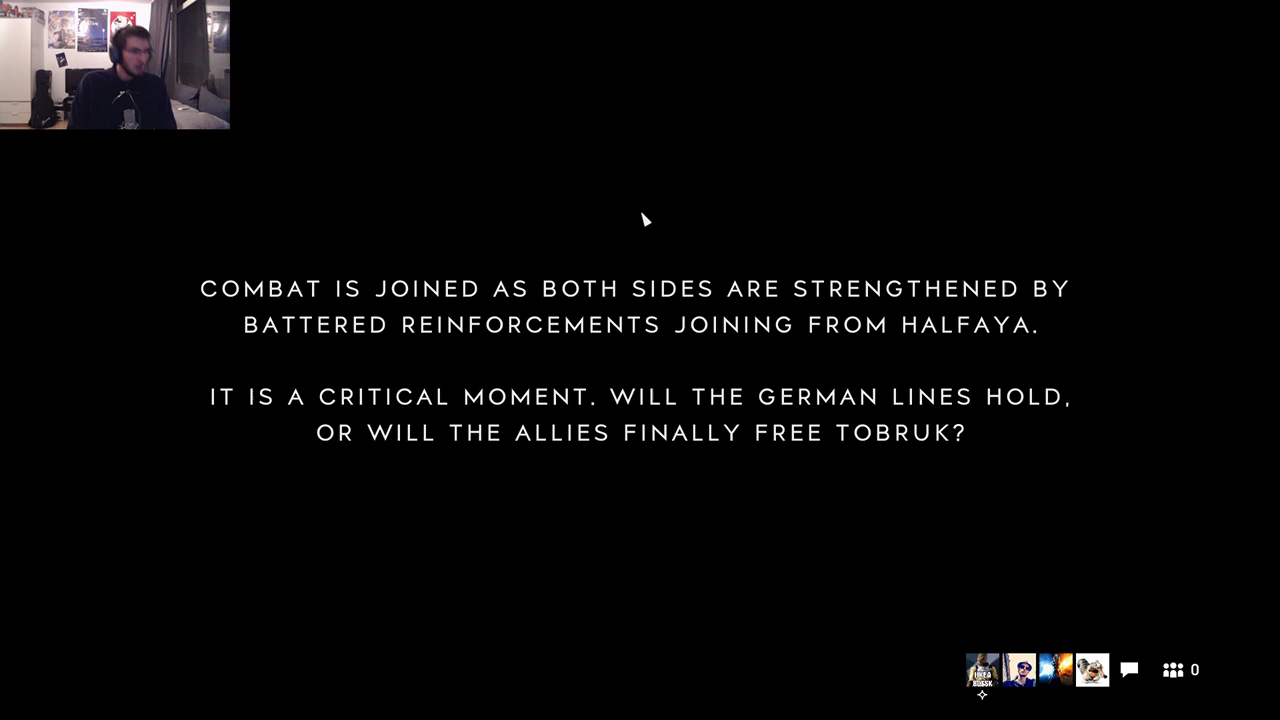 COMBAT IS JOINED AS BOTH SIDES ARE STRENGTHENED BY
BATTERED REINFORCEMENTS JOINING FROM HALFAYA.
IT IS A CRITICAL MOMENT. WILL THE GERMAN LINES HOLD,
OR WILL THE ALLIES FINALLY FREE TOBRUK?
0